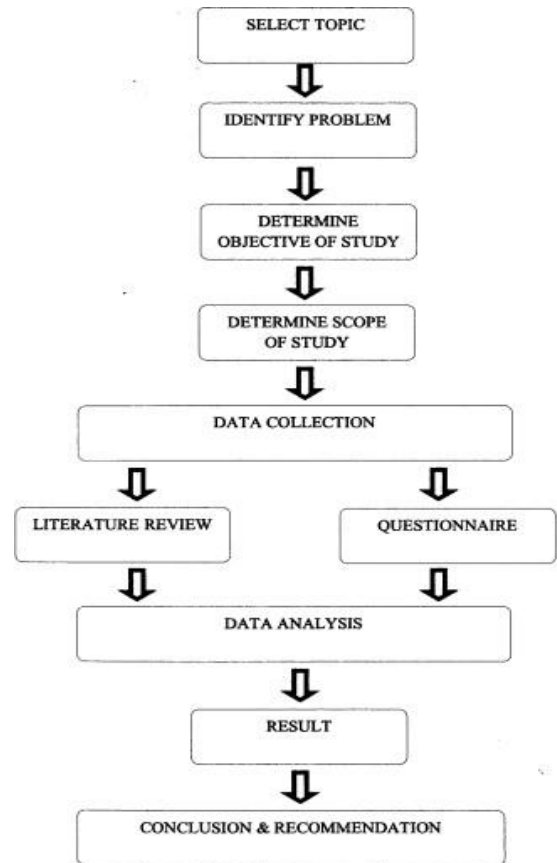 SELECT TOPIC
IDENTIFY PROBLEM
DETERMINE
OBJECTIVE OF STUDY
DETERMINE SCOPE
OF STUDY
DATA COLLECTION
LITERATURE REVIEW
QUESTIONNAIRE
DATA ANALYSIS
RESULT
CONCLUSION & RECOMMENDATION